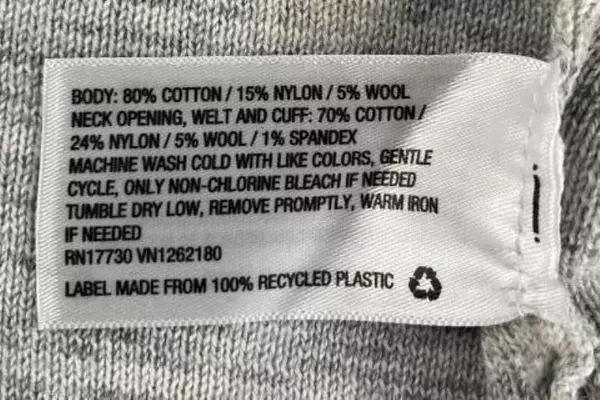 BODY: 80% COTTON / 15% NYLON / 5% WOOL
NECK OPENING, WELT AND CUFF: 70% COTTON /
24% NYLON / 5% WOOL / 1% SPANDEX
MACHINE WASH COLD WITH LIKE COLORS, GENTLE
CYCLE, ONLY NON-CHLORINE BLEACH IF NEEDED
TUMBLE DRY LOW, REMOVE PROMPTLY, WARM IRON
IF NEEDED
RN17730 VN1262180
LABEL MADE FROM 100% RECYCLED PLASTIC